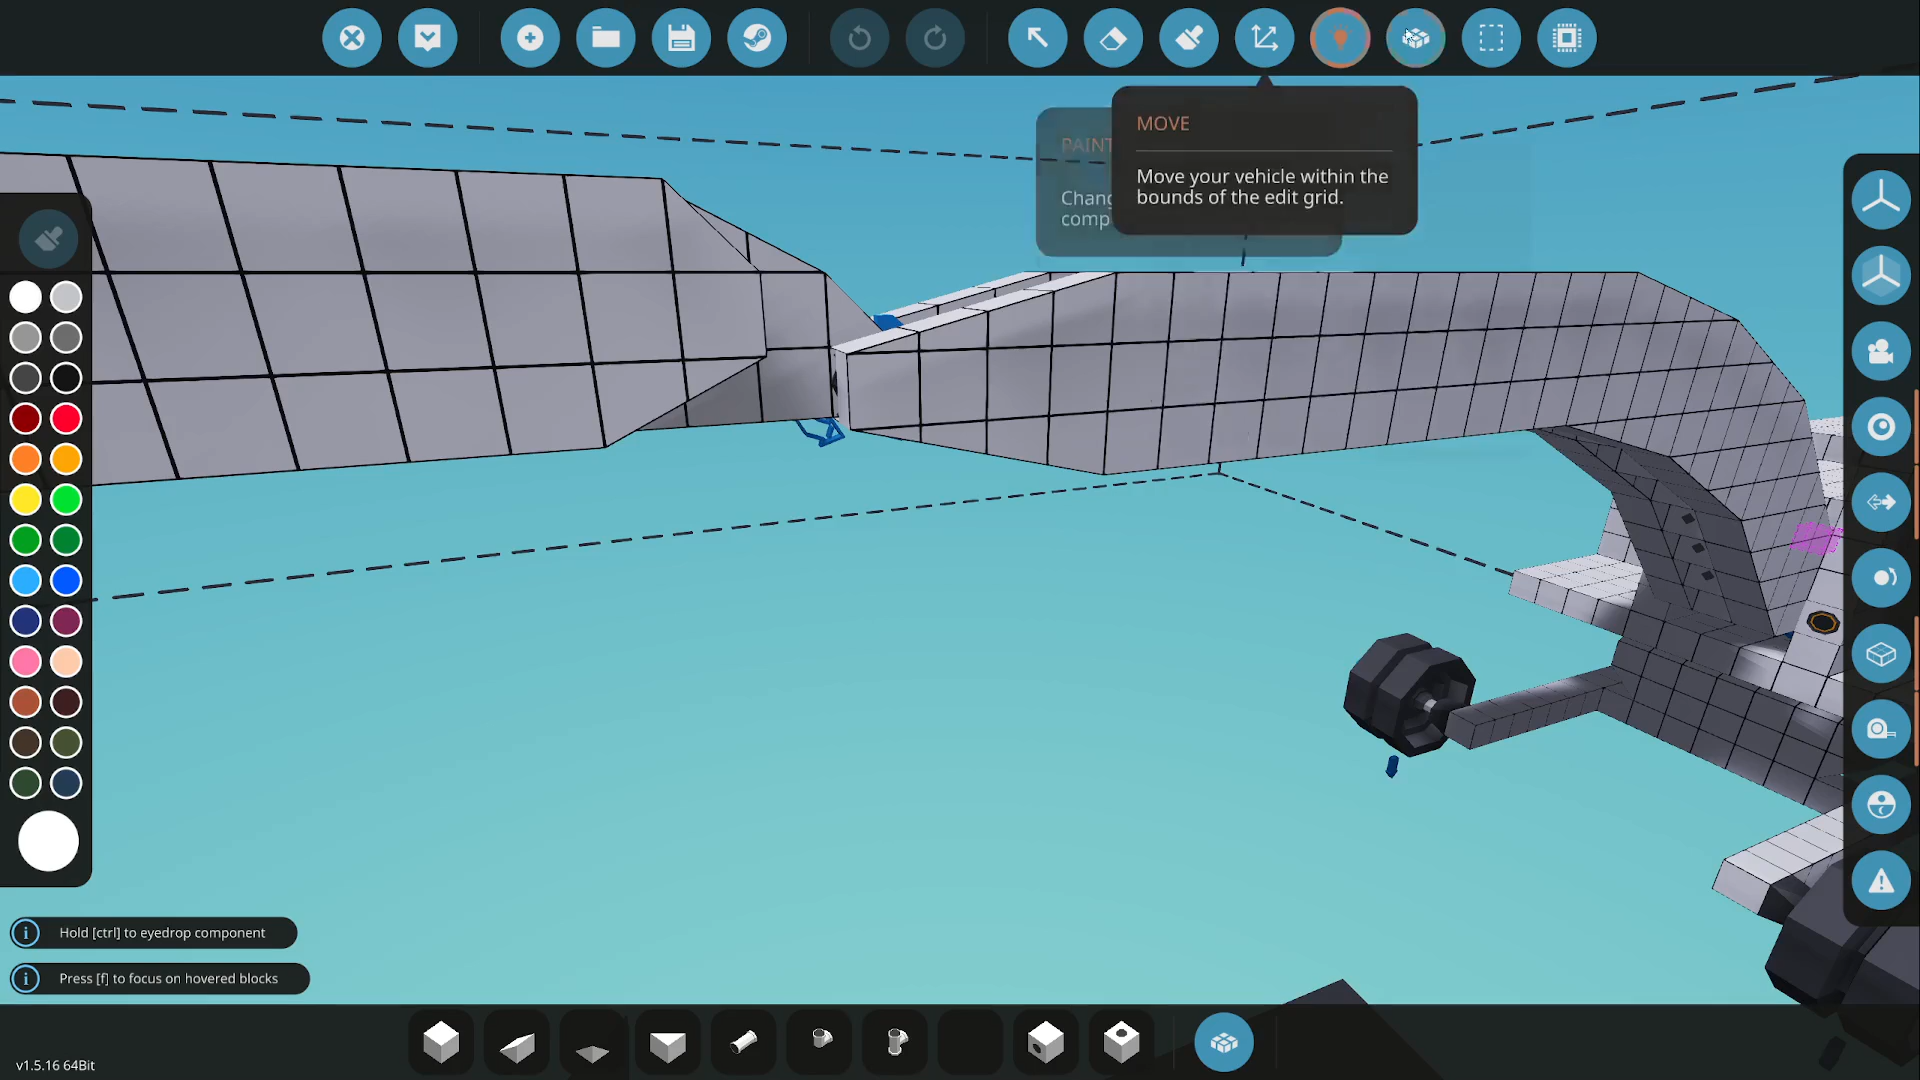 MOVE
Move your vehicle within the
bounds of the edit grid.
PAINT
Chang
comp
Hold [ctrl] to eyedrop component
Press [f] to focus on hovered blocks
v1.5.16 64Bit